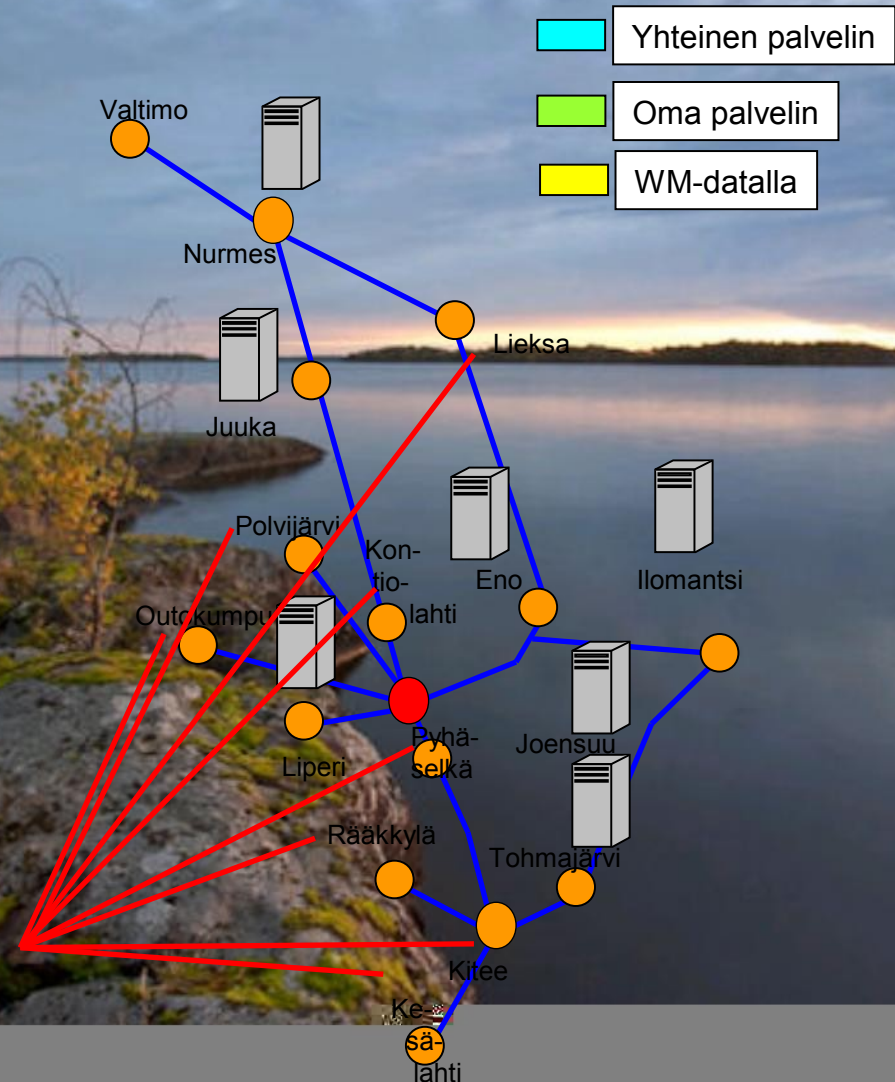 Yhteinen palvelin
Oma palvelin
WM-datalla
Valtimo
Nurmes
Lieksa
Juuka
Polvijärvi
Kon-
tio-
lahti
Eno
Ilomantsi
Outokumpu
Pyhä-
selkä
Joensuu
Liperi
Rääkkylä
Tohmajärvi
Kitee
Ke-
sä-
lahti